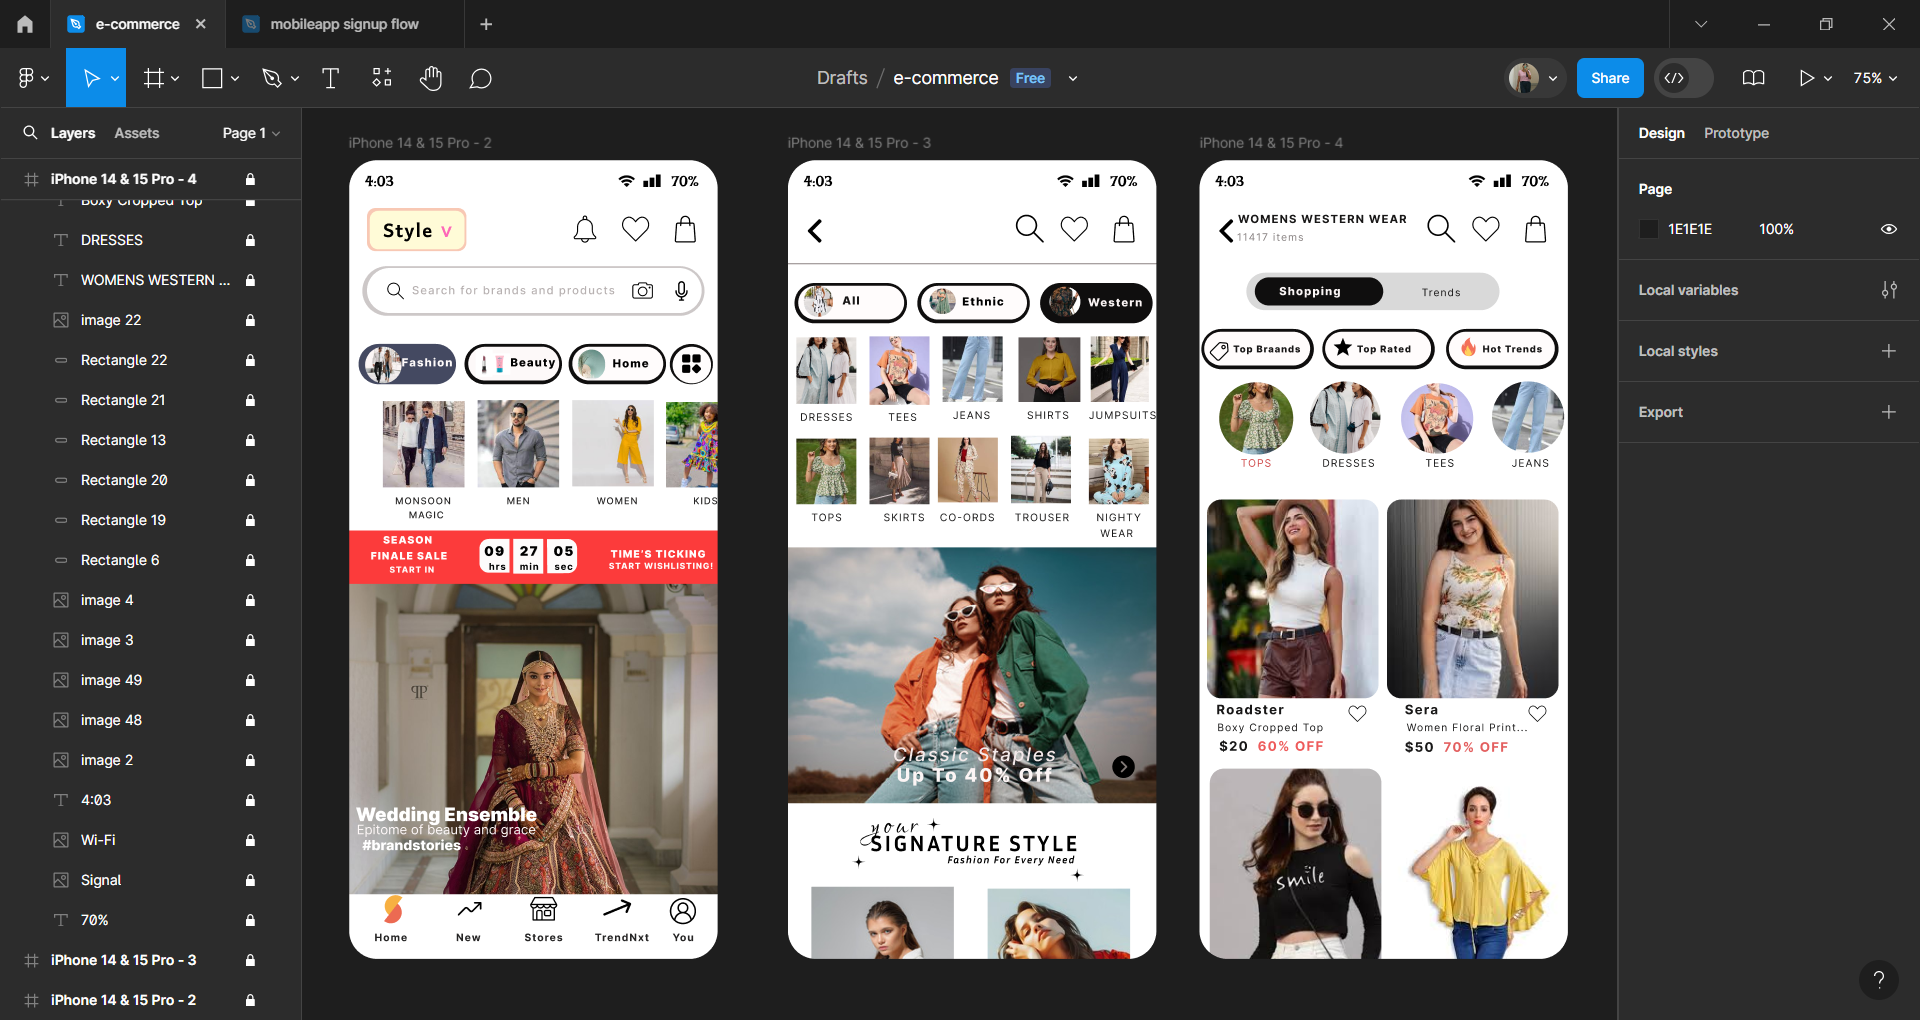 e-commerce
mobileapp signup flow
Drafts / e-commerce Free
Share
75%
Layers Assets Page 1
iPhone 14 & 15 Pro - 4
Boxy Cropped Top
DRESSES
WOMENS WESTERN ...
image 22
Rectangle 22
Rectangle 21
Rectangle 13
Rectangle 20
Rectangle 19
Rectangle 6
image 4
image 3
image 49
image 48
image 2
4:03
Wi-Fi
Signal
70%
iPhone 14 & 15 Pro - 3
iPhone 14 & 15 Pro - 2
iPhone 14 & 15 Pro - 2
4:03 70%
Style V
Search for brands and products
Fashion Beauty Home
MONSOON MEN WOMEN KIDS
MAGIC
SEASON
FINALE SALE
START IN
09 27 05
hrs min sec
TIME'S TICKING
START WISHLISTING!
Wedding Ensemble
Epitome of beauty and grace
#brandstories
Home New Stores TrendNxt You
iPhone 14 & 15 Pro - 3
4:03 70%
All Ethnic Western
DRESSES TEES JEANS SHIRTS JUMPSUITS
TOPS SKIRTS CO-ORDS TROUSER NIGHTY
WEAR
Classic Staples
Up To 40% Off
your
SIGNATURE STYLE
Fashion For Every Need
iPhone 14 & 15 Pro - 4
4:03 70%
WOMENS WESTERN WEAR
11417 items
Shopping Trends
Top Braands Top Rated Hot Trends
TOPS DRESSES TEES JEANS
Roadster
Boxy Cropped Top
$20 60% OFF
Sera
Women Floral Print...
$50 70% OFF
smile
Design Prototype
Page
1E1E1E 100%
Local variables
Local styles
Export
?